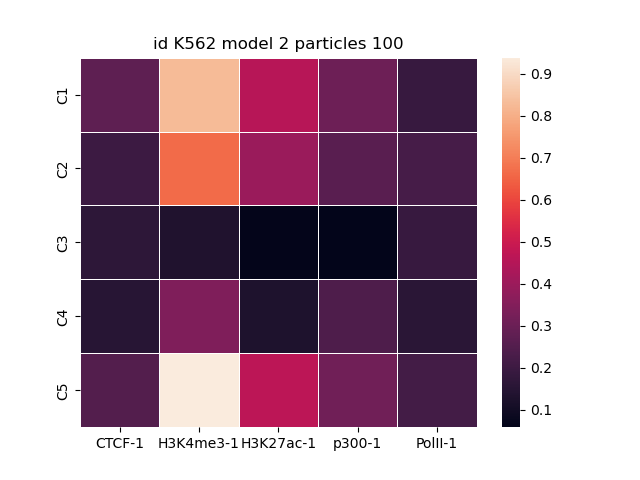 id K562 model 2 particles 100
C1
C2
C3
C4
C5
CTCF-1 H3K4me3-1 H3K27ac-1 p300-1 PolII-1
0.9
0.8
0.7
0.6
0.5
0.4
0.3
0.2
0.1